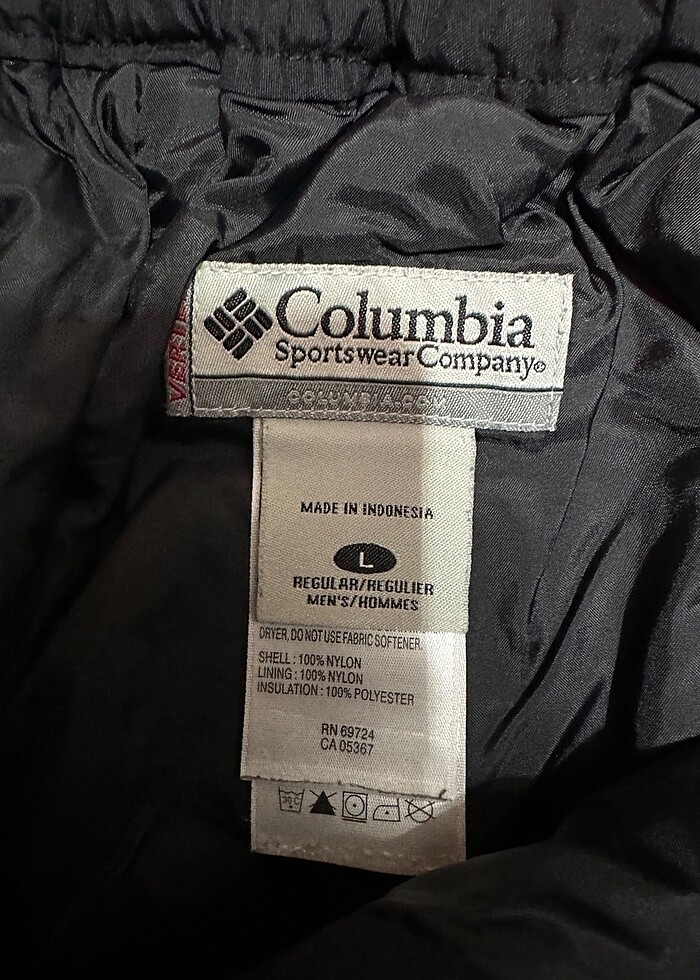 Columbia
Sportswear Company®
COLUMBIA.COM
VERT
MADE IN INDONESIA
L
REGULAR/REGULIER
MEN'S/HOMMES
DRYER, DO NOT USE FABRIC SOFTENER.
SHELL : 100% NYLON
LINING : 100% NYLON
INSULATION : 100% POLYESTER
RN 69724
CA 05367